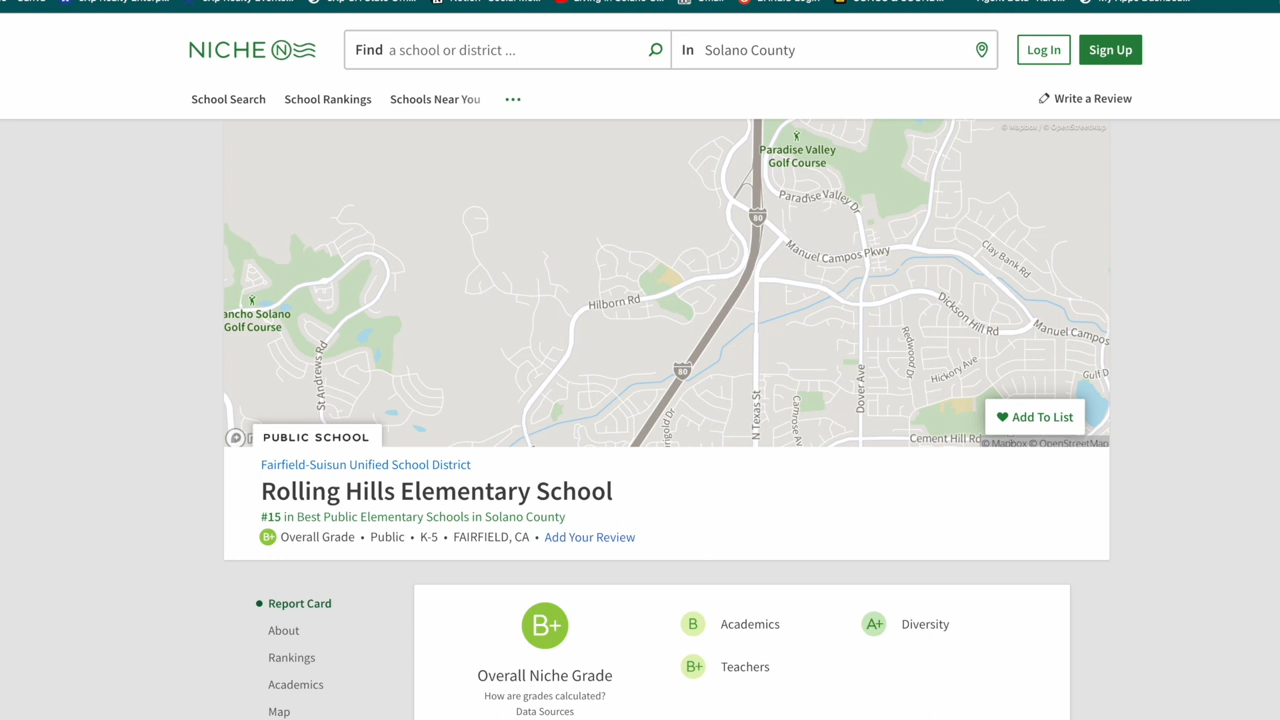 NICHE
Find a school or district ...
In Solano County
Log In
Sign Up
School Search
School Rankings
Schools Near You
Write a Review
© Mapbox / © OpenStreetMap
Paradise Valley
Golf Course
Paradise Valley Dr
80
Manuel Campos Pkwy
Clay Bank Rd
Hilborn Rd
ancho Solano
Golf Course
Dickson Hill Rd
Manuel Campos
St Andrews Rd
Redwood Dr
Hickory Ave
Gulf D
80
N Texas St
Dover Ave
Camrose Av
Cement Hill Rd
Add To List
© Mapbox © OpenStreetMap
PUBLIC SCHOOL
Fairfield-Suisun Unified School District
Rolling Hills Elementary School
#15 in Best Public Elementary Schools in Solano County
B+ Overall Grade • Public • K-5 • FAIRFIELD, CA • Add Your Review
Report Card
About
Rankings
Academics
Map
B+
Overall Niche Grade
How are grades calculated?
Data Sources
B Academics
B+ Teachers
A+ Diversity